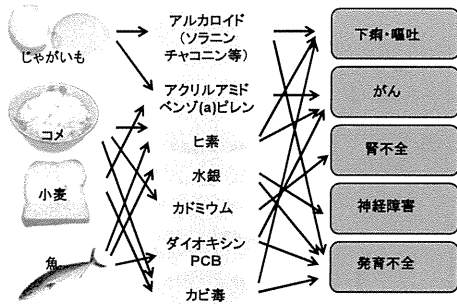 じゃがいも
コメ
小麦
魚
アルカロイド
(ソラニン
チャコニン等)
アクリルアミド
ベンゾ(a)ピレン
ヒ素
水銀
カドミウム
ダイオキシン
PCB
カビ毒
下痢・嘔吐
がん
腎不全
神経障害
発育不全